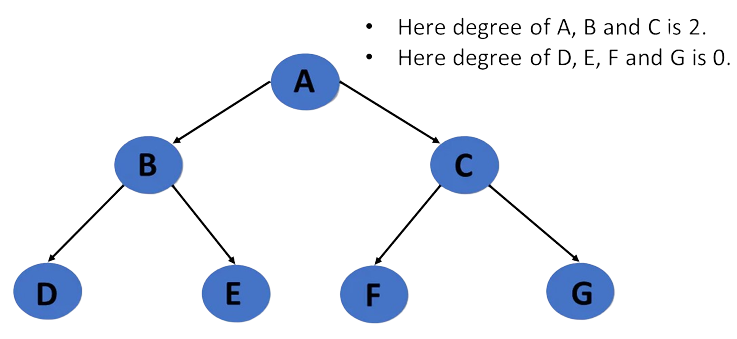 • Here degree of A, B and C is 2.
• Here degree of D, E, F and G is 0.
A
B
C
D
E
F
G